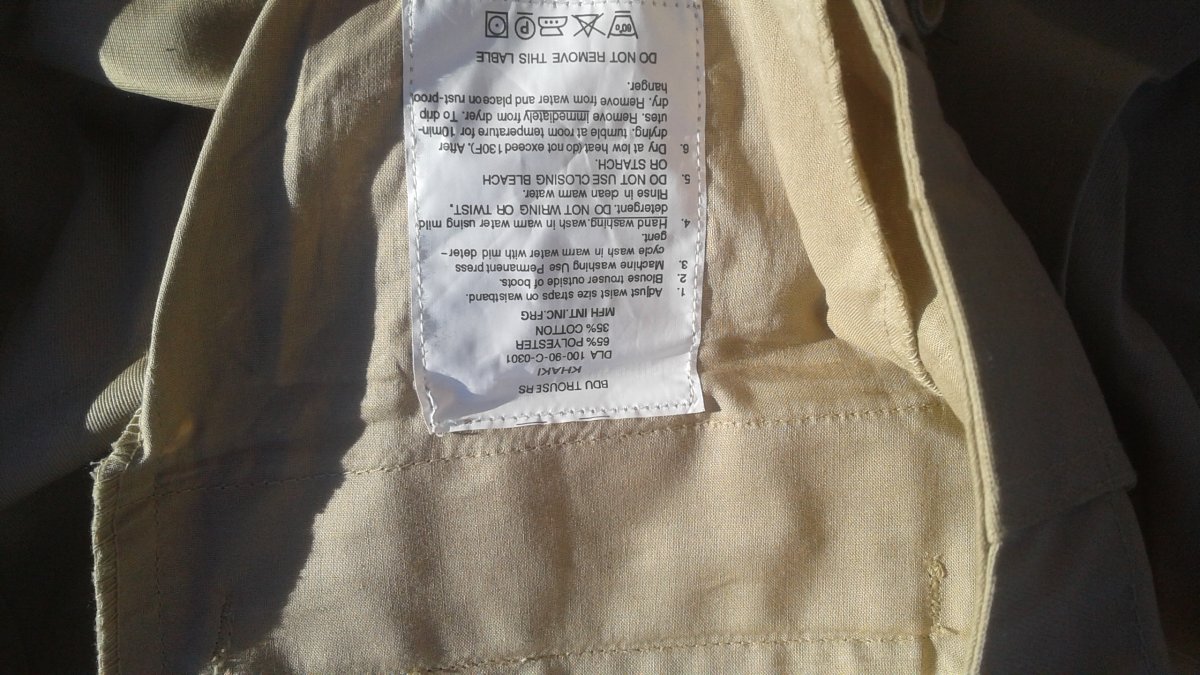 BDU TROUSERS
KHAKI
DLA 100-90-C-0301
65% POLYESTER
35% COTTON
MFH INT.INC.FRG
1. Adjust waist size straps on waistband.
2. Blouse trouser outside of boots.
3. Machine washing Use Permanent press
cycle wash in warm water with mild deter-
gent.
4. Hand washing.wash in warm water using mild
detergent. DO NOT WRING OR TWIST,
Rinse in clean warm water.
5. DO NOT USE CLOSING BLEACH
OR STARCH.
6. Dry at low heat (do not exceed 130F). After
drying. tumble at room temperature for 10min-
utes. Remove immediately from dryer. To drip
dry. Remove from water and place on rust-proo
hanger.
DO NOT REMOVE THIS LABLE
60°c P